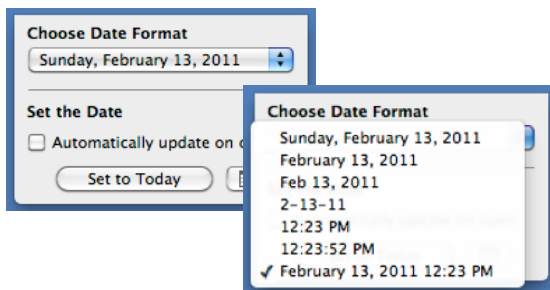 Choose Date Format
Sunday, February 13, 2011
Set the Date
Automatically update on
Set to Today
Choose Date Format
Sunday, February 13, 2011
February 13, 2011
Feb 13, 2011
2-13-11
12:23 PM
12:23:52 PM
✓ February 13, 2011 12:23 PM